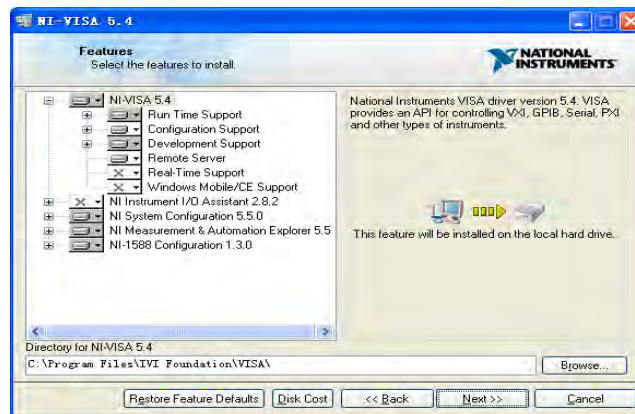 NI-VISA 5.4
Features
Select the features to install.
NATIONAL
INSTRUMENTS
NI-VISA 5.4
Run Time Support
Configuration Support
Development Support
Remote Server
Real-Time Support
Windows Mobile/CE Support
NI Instrument I/O Assistant 2.8.2
NI System Configuration 5.5.0
NI Measurement & Automation Explorer 5.5
NI-1588 Configuration 1.3.0
National Instruments VISA driver version 5.4. VISA
provides an API for controlling VXI, GPIB, Serial, PXI
and other types of instruments.
This feature will be installed on the local hard drive.
Directory for NI-VISA 5.4
C:\Program Files\IVI Foundation\VISA\
Browse...
Restore Feature Defaults
Disk Cost
<< Back
Next >>
Cancel